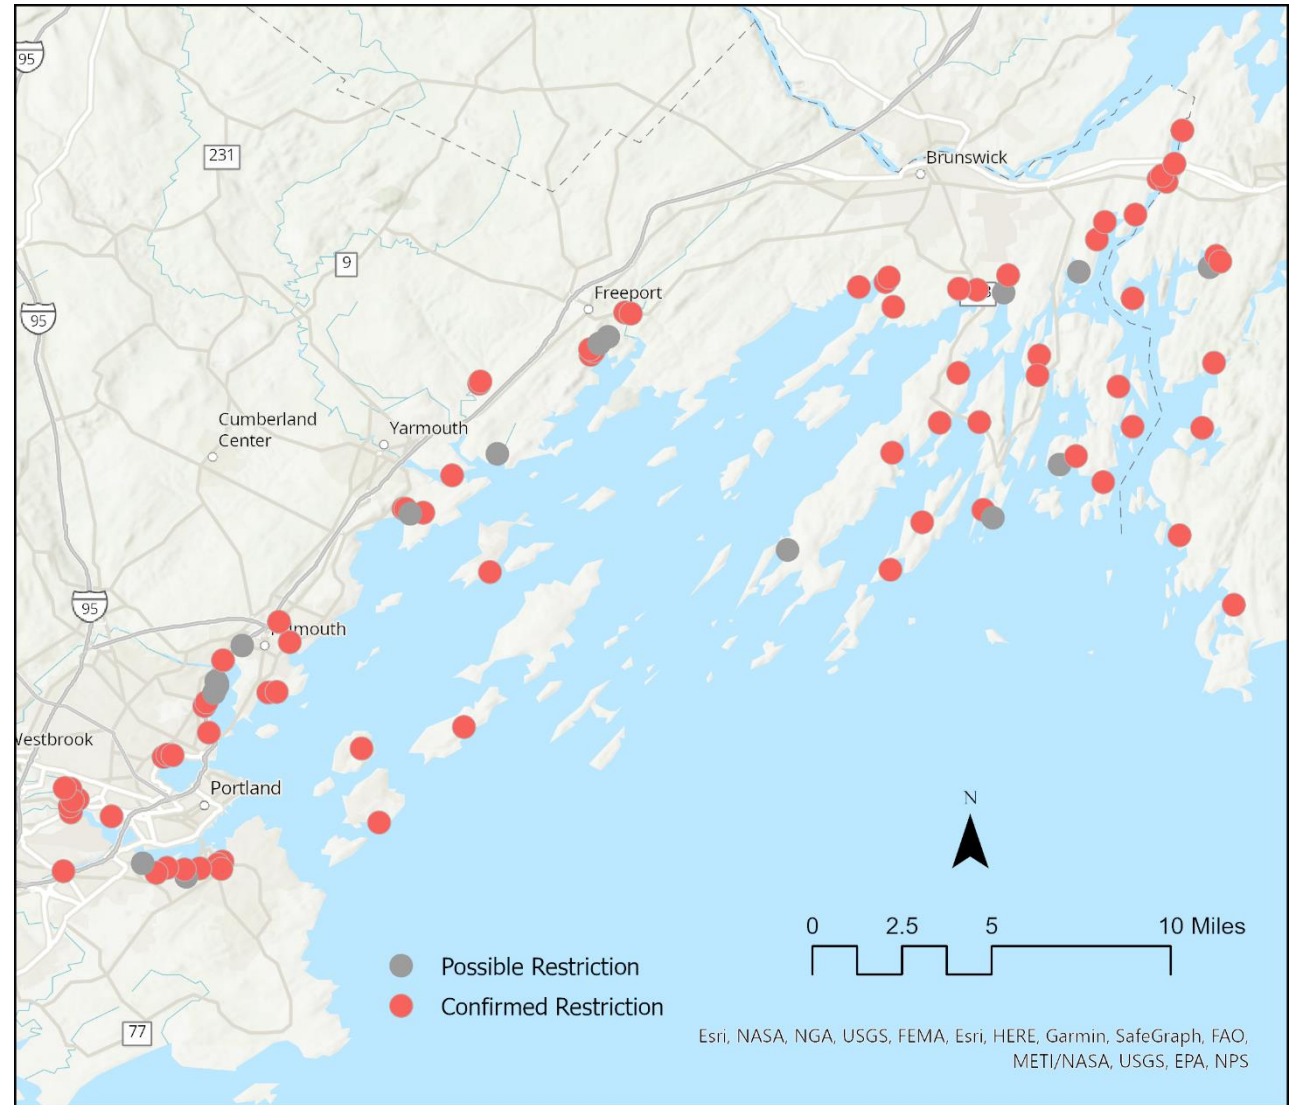 95
231
Brunswick
9
Freeport
95
Cumberland
Center
Yarmouth
95
Westbrook
Portland
N
0 2.5 5 10 Miles
Possible Restriction
Confirmed Restriction
77
Esri, NASA, NGA, USGS, FEMA, Esri, HERE, Garmin, SafeGraph, FAO,
METI/NASA, USGS, EPA, NPS